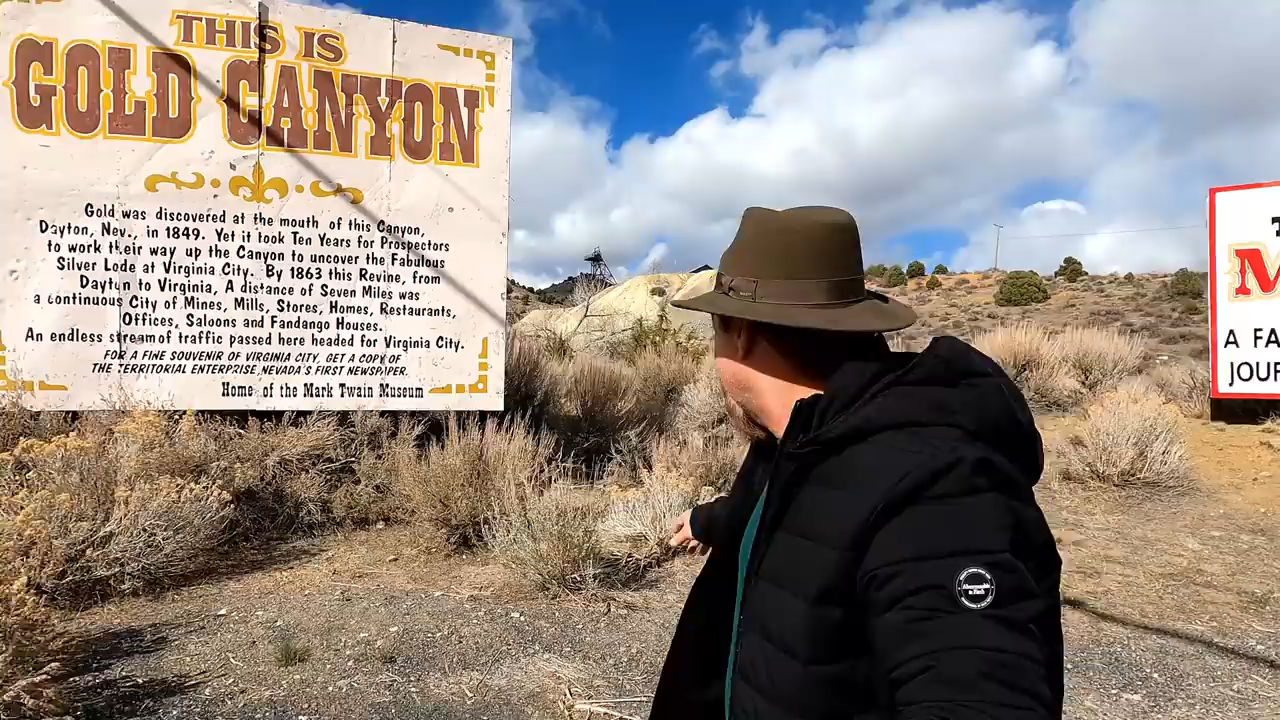 THIS IS
GOLD CANYON
Gold was discovered at the mouth of this Canyon,
Dayton, Nev., in 1849. Yet it took Ten Years for Prospectors
to work their way up the Canyon to uncover the Fabulous
Silver Lode at Virginia City. By 1863 this Revine, from
Dayton to Virginia, A distance of Seven Miles was
a continuous City of Mines, Mills, Stores, Homes, Restaurants,
Offices, Saloons and Fandango Houses.
An endless stream of traffic passed here headed for Virginia City.
FOR A FINE SOUVENIR OF VIRGINIA CITY, GET A COPY OF
THE TERRITORIAL ENTERPRISE, NEVADA'S FIRST NEWSPAPER.
Home of the Mark Twain Museum
M
A FA
JOUR
Abercrombie
& Fitch